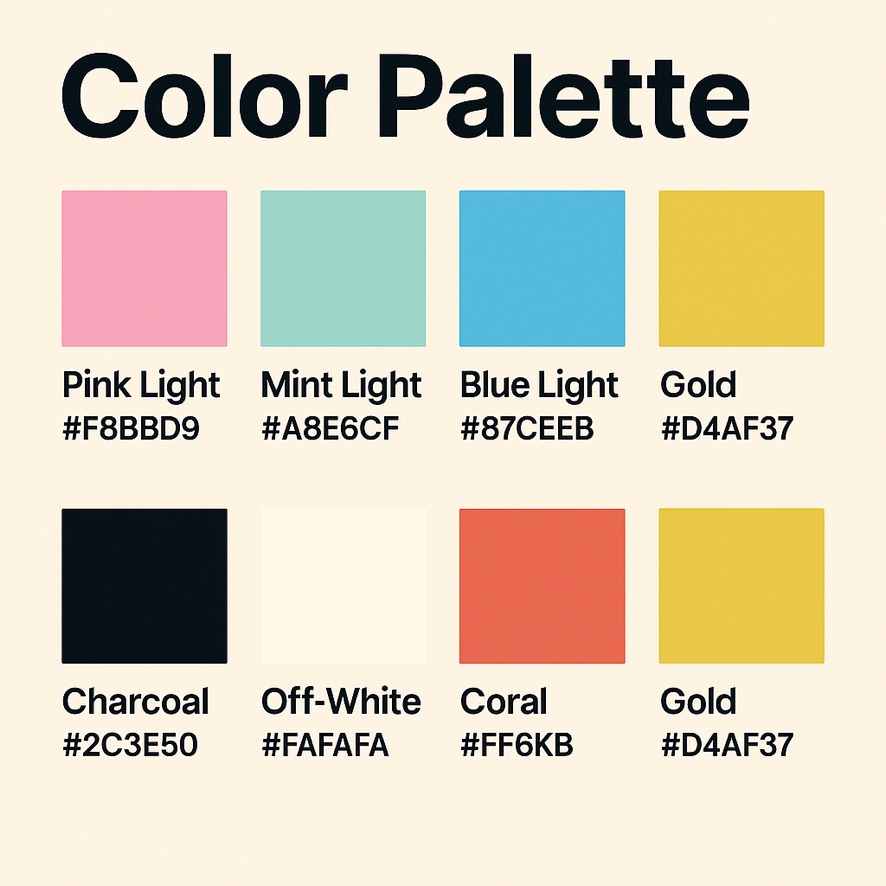 Color Palette
Pink Light Mint Light Blue Light Gold
#F8BBD9 #A8E6CF #87CEEB #D4AF37
Charcoal Off-White Coral Gold
#2C3E50 #FAFAFA #FF6KB #D4AF37